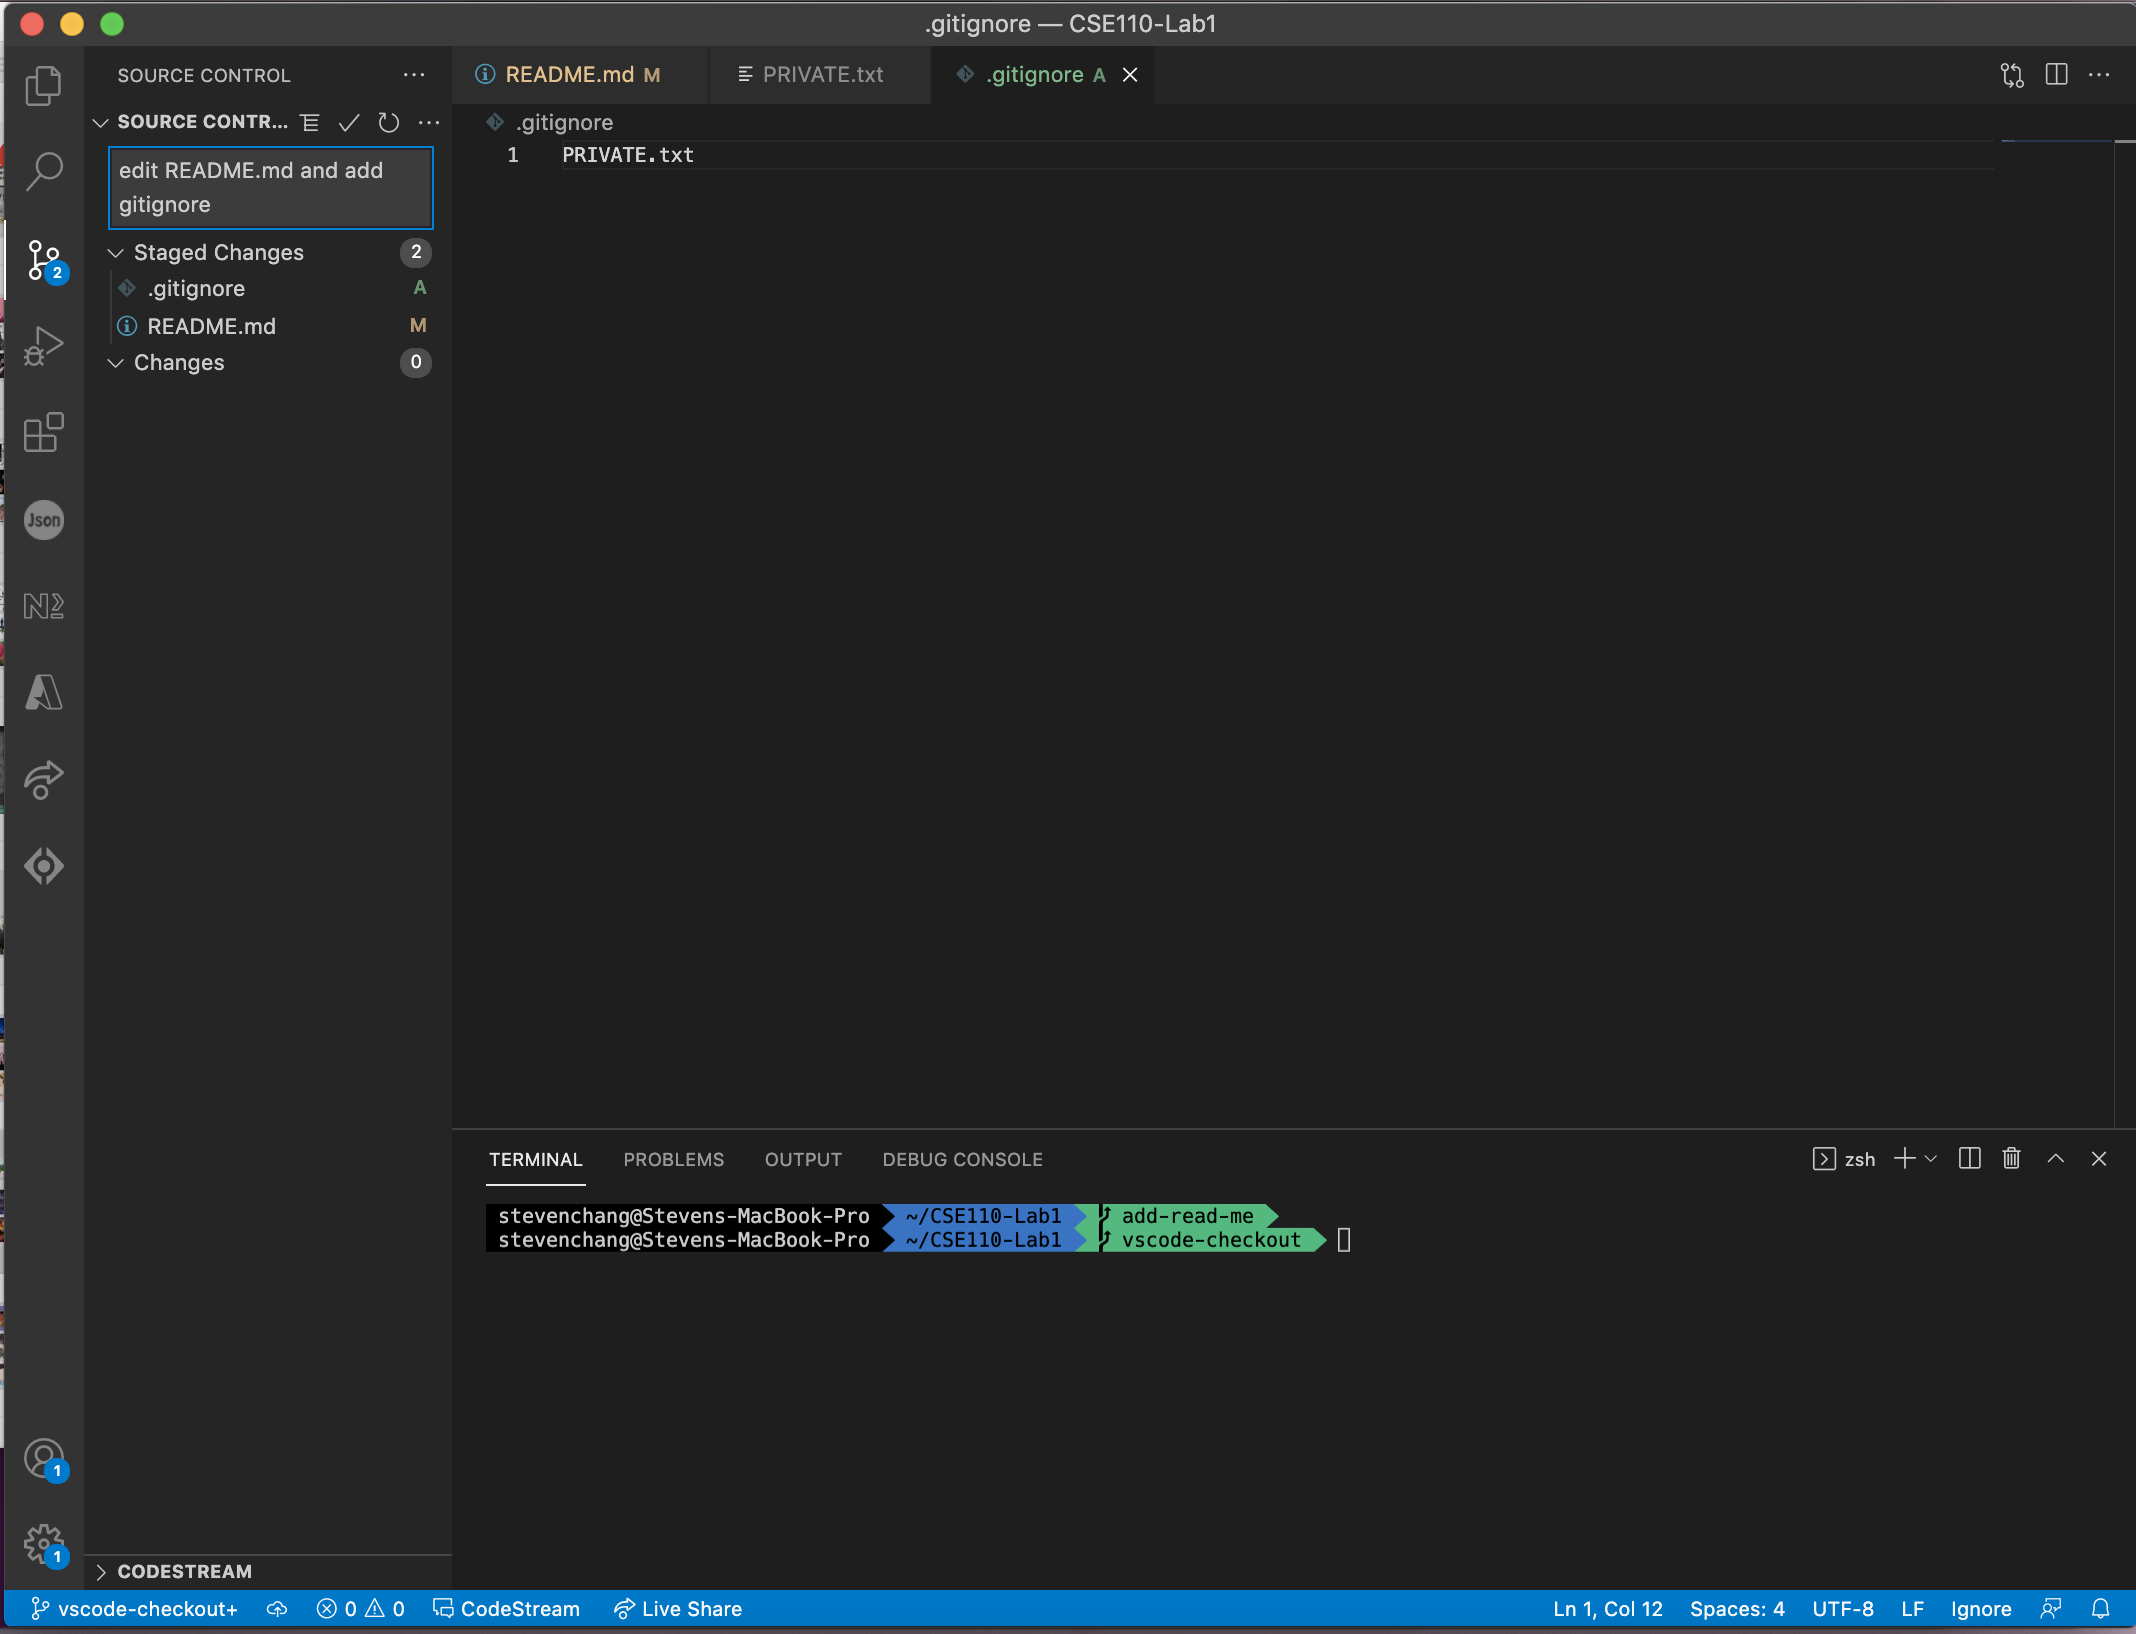 .gitignore — CSE110-Lab1
SOURCE CONTROL
README.md M
PRIVATE.txt
.gitignore A
SOURCE CONTR...
.gitignore
edit README.md and add
gitignore
1 PRIVATE.txt
Staged Changes 2
.gitignore A
README.md M
Changes 0
2
Json
N2
1
1
TERMINAL PROBLEMS OUTPUT DEBUG CONSOLE
zsh
stevenchang@Stevens-MacBook-Pro ~/CSE110-Lab1 add-read-me
stevenchang@Stevens-MacBook-Pro ~/CSE110-Lab1 vscode-checkout
CODESTREAM
vscode-checkout+ 0 0 CodeStream Live Share Ln 1, Col 12 Spaces: 4 UTF-8 LF Ignore